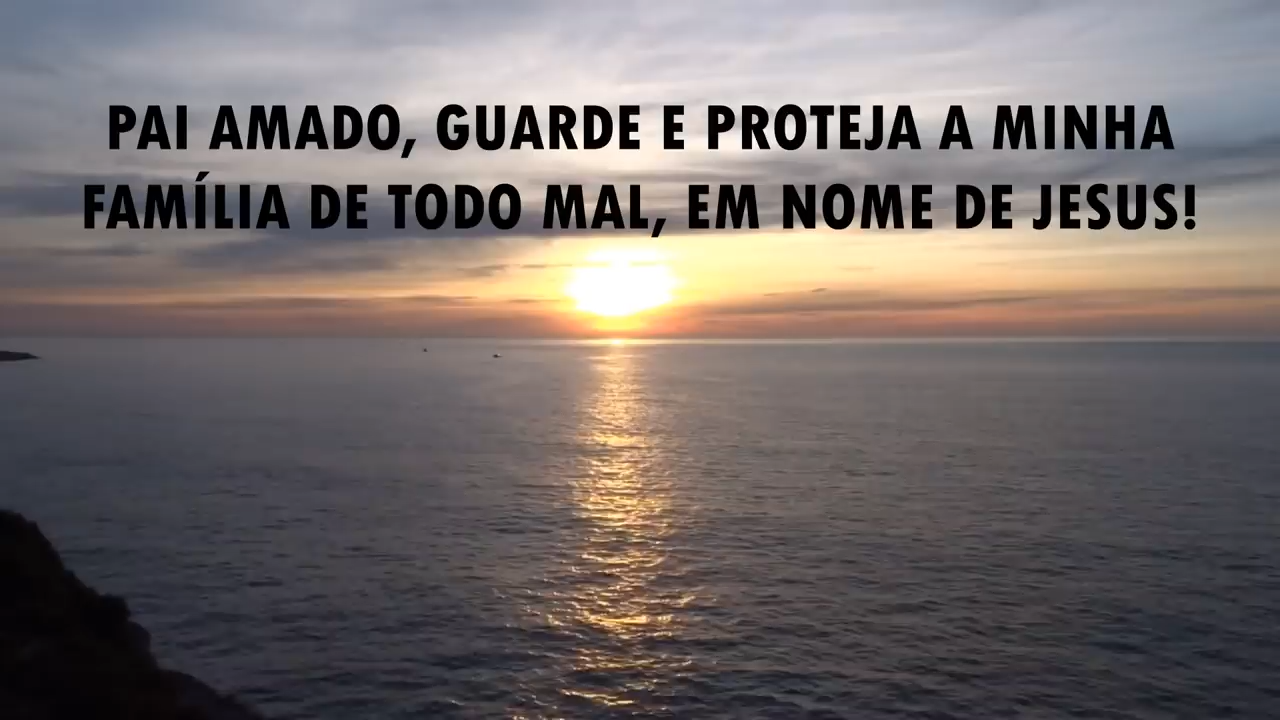 PAI AMADO, GUARDE E PROTEJA A MINHA
FAMÍLIA DE TODO MAL, EM NOME DE JESUS!